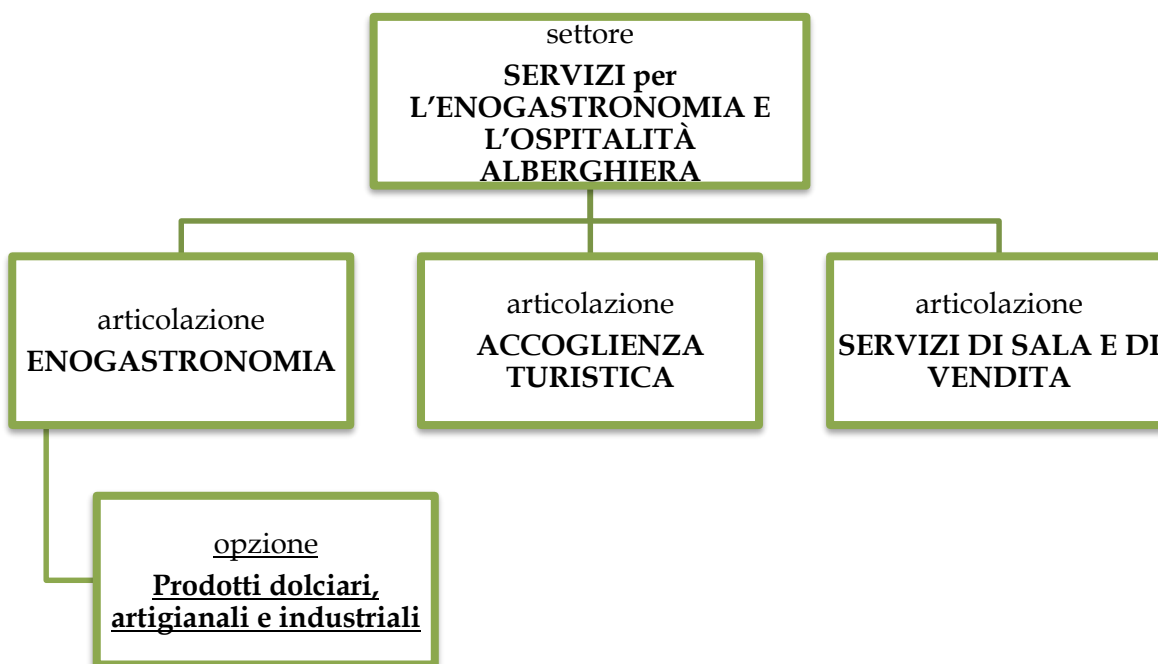 settore
SERVIZI per
L’ENOGASTRONOMIA E
L’OSPITALITÀ
ALBERGHIERA
articolazione
ENOGASTRONOMIA
articolazione
ACCOGLIENZA
TURISTICA
articolazione
SERVIZI DI SALA E DI
VENDITA
opzione
Prodotti dolciari,
artigianali e industriali